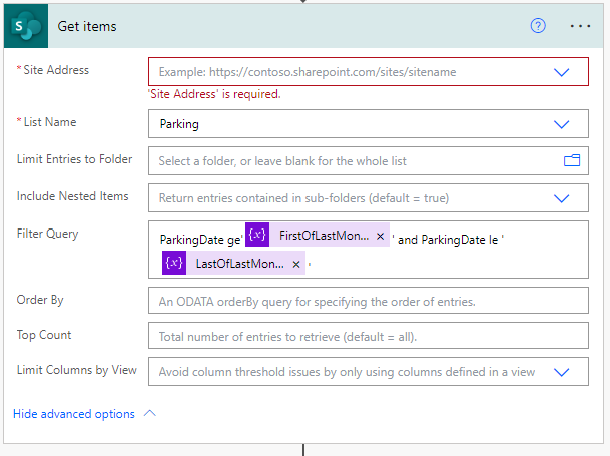 S
Get items
?
...
* Site Address
Example: https://contoso.sharepoint.com/sites/sitename
'Site Address' is required.
* List Name
Parking
Limit Entries to Folder
Select a folder, or leave blank for the whole list
Include Nested Items
Return entries contained in sub-folders (default = true)
Filter Query
ParkingDate ge' {x} FirstOfLastMon... × ' and ParkingDate le '
{x} LastOfLastMon... × '
Order By
An ODATA orderBy query for specifying the order of entries.
Top Count
Total number of entries to retrieve (default = all).
Limit Columns by View
Avoid column threshold issues by only using columns defined in a view
Hide advanced options